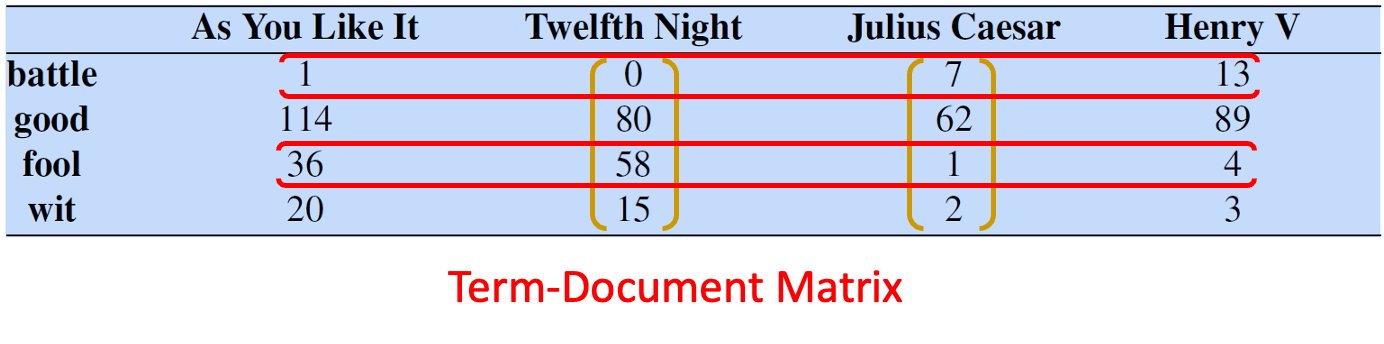 As You Like It Twelfth Night Julius Caesar Henry V
battle 1 0 7 13
good 114 80 62 89
fool 36 58 1 4
wit 20 15 2 3
Term-Document Matrix